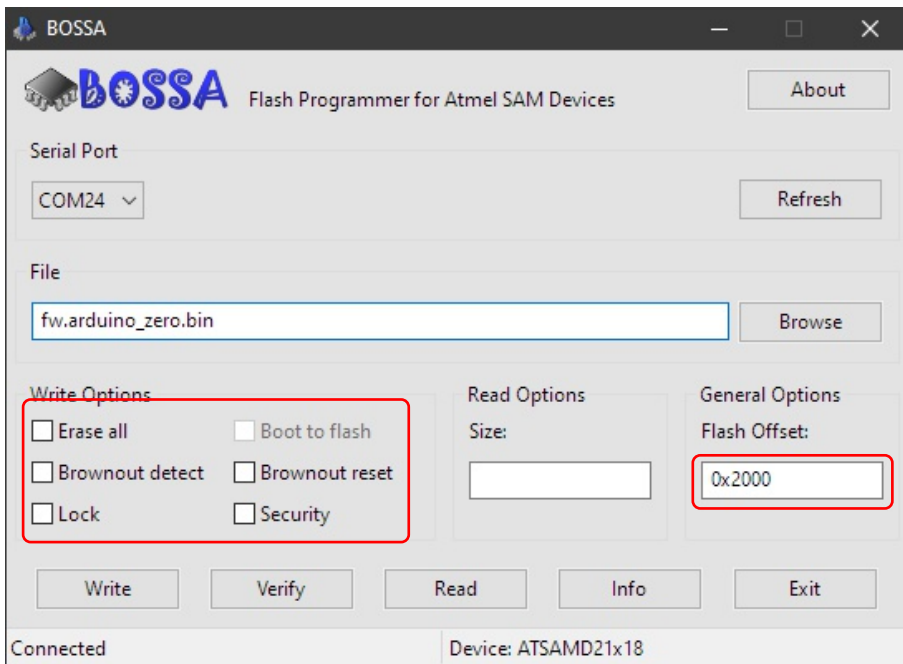 BOSSA
BOSSA Flash Programmer for Atmel SAM Devices About
Serial Port
COM24 Refresh
File
fw.arduino_zero.bin Browse
Write Options Read Options General Options
Erase all Boot to flash Size: Flash Offset:
Brownout detect Brownout reset 0x2000
Lock Security
Write Verify Read Info Exit
Connected Device: ATSAMD21x18